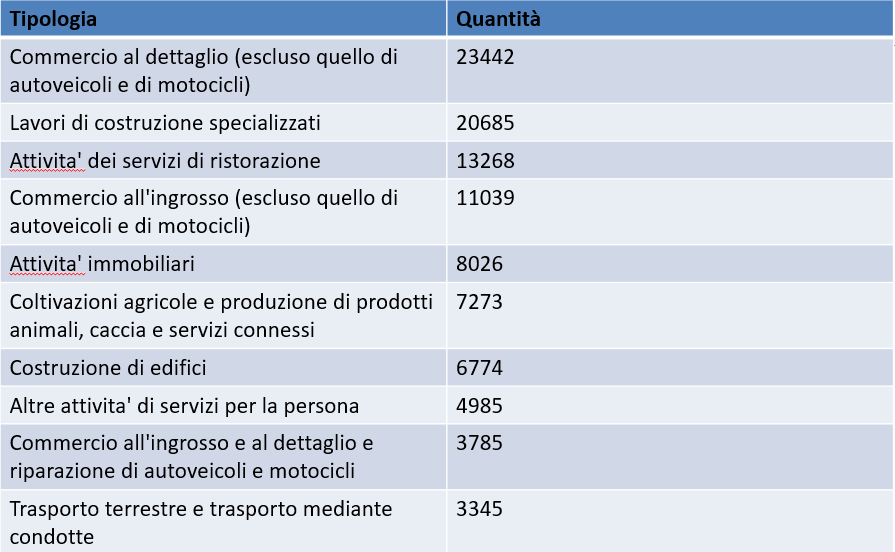 Tipologia Quantità
Commercio al dettaglio (escluso quello di 23442
autoveicoli e di motocicli)
Lavori di costruzione specializzati 20685
Attivita' dei servizi di ristorazione 13268
Commercio all'ingrosso (escluso quello di 11039
autoveicoli e di motocicli)
Attivita' immobiliari 8026
Coltivazioni agricole e produzione di prodotti 7273
animali, caccia e servizi connessi
Costruzione di edifici 6774
Altre attivita' di servizi per la persona 4985
Commercio all'ingrosso e al dettaglio e 3785
riparazione di autoveicoli e motocicli
Trasporto terrestre e trasporto mediante 3345
condotte